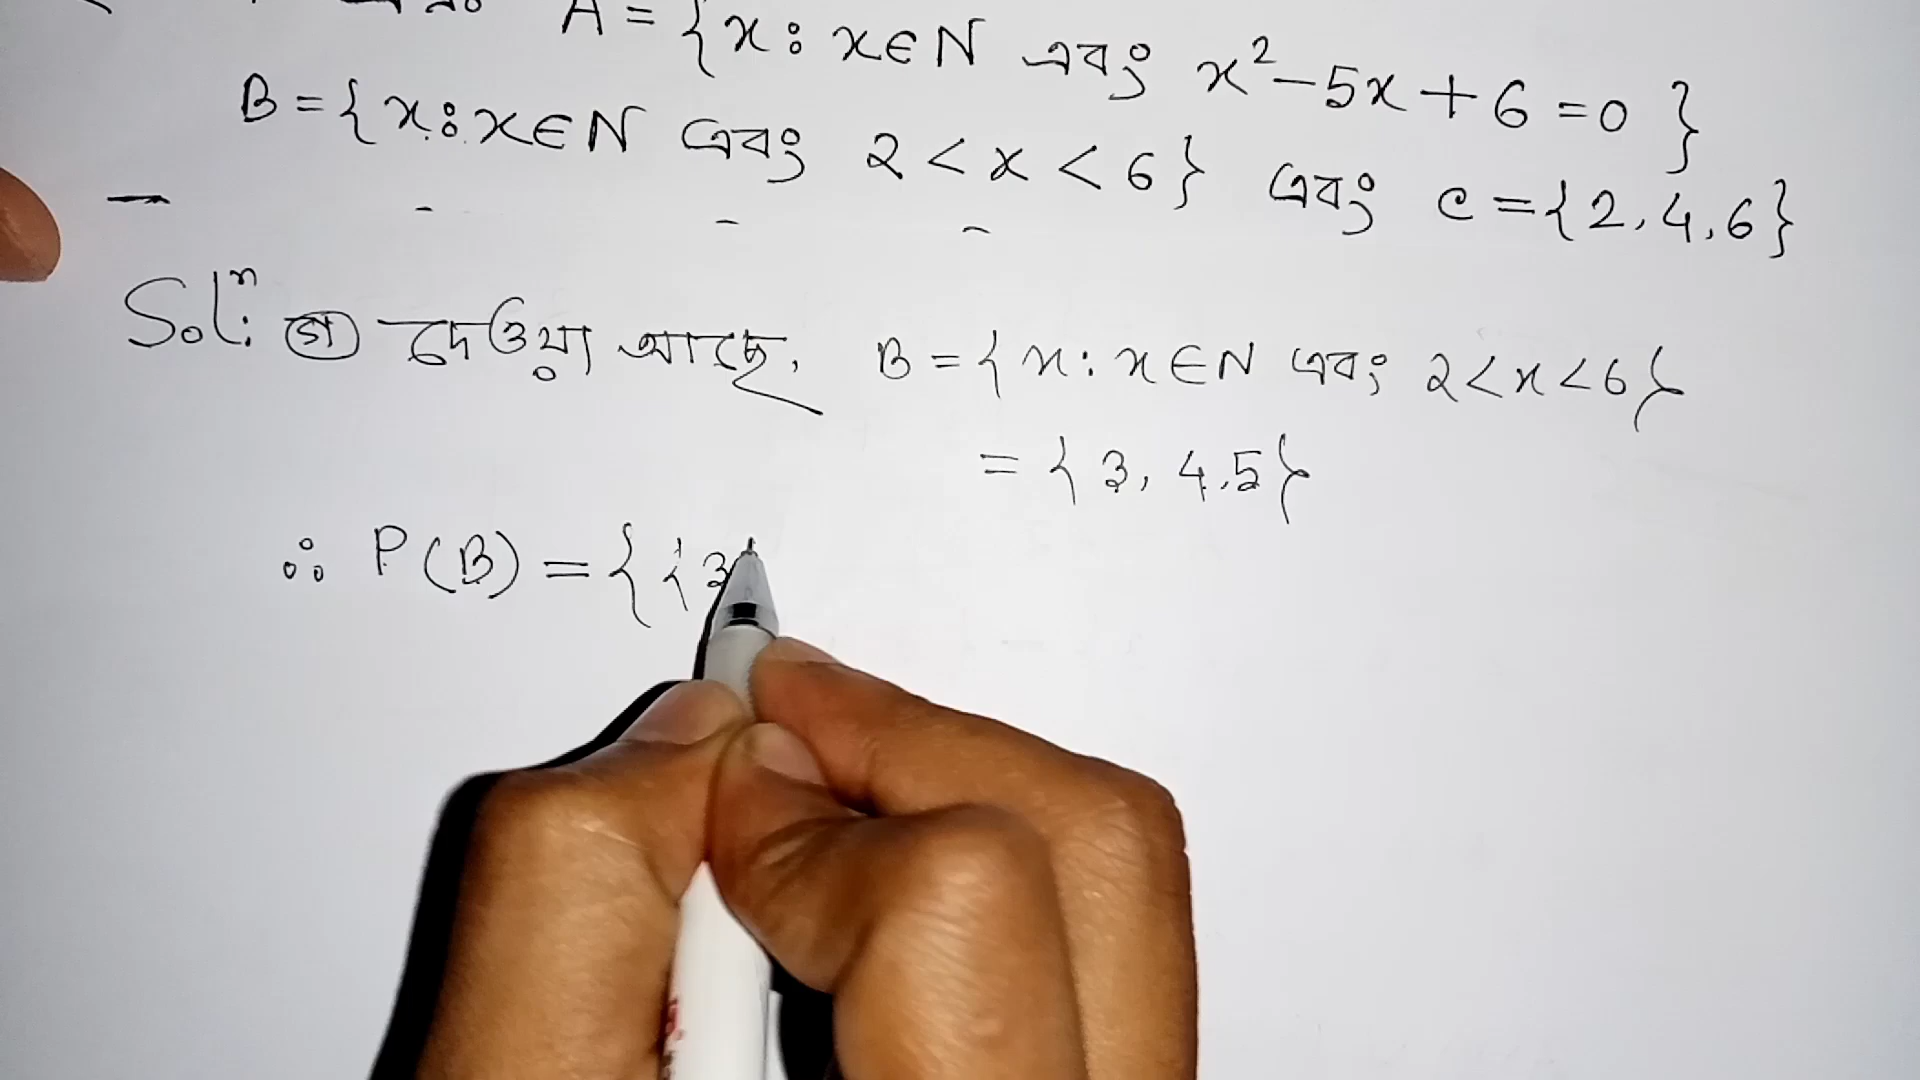 এবং A = {x : x ∈ N এবং x² - 5x + 6 = 0 }
B = {x : x ∈ N এবং 2 < x < 6} এবং C = {2, 4, 6}
Solⁿ: গ দেওয়া আছে, B = {x : x ∈ N এবং 2 < x < 6}
= {3, 4, 5}
∴ P(B) = { {3